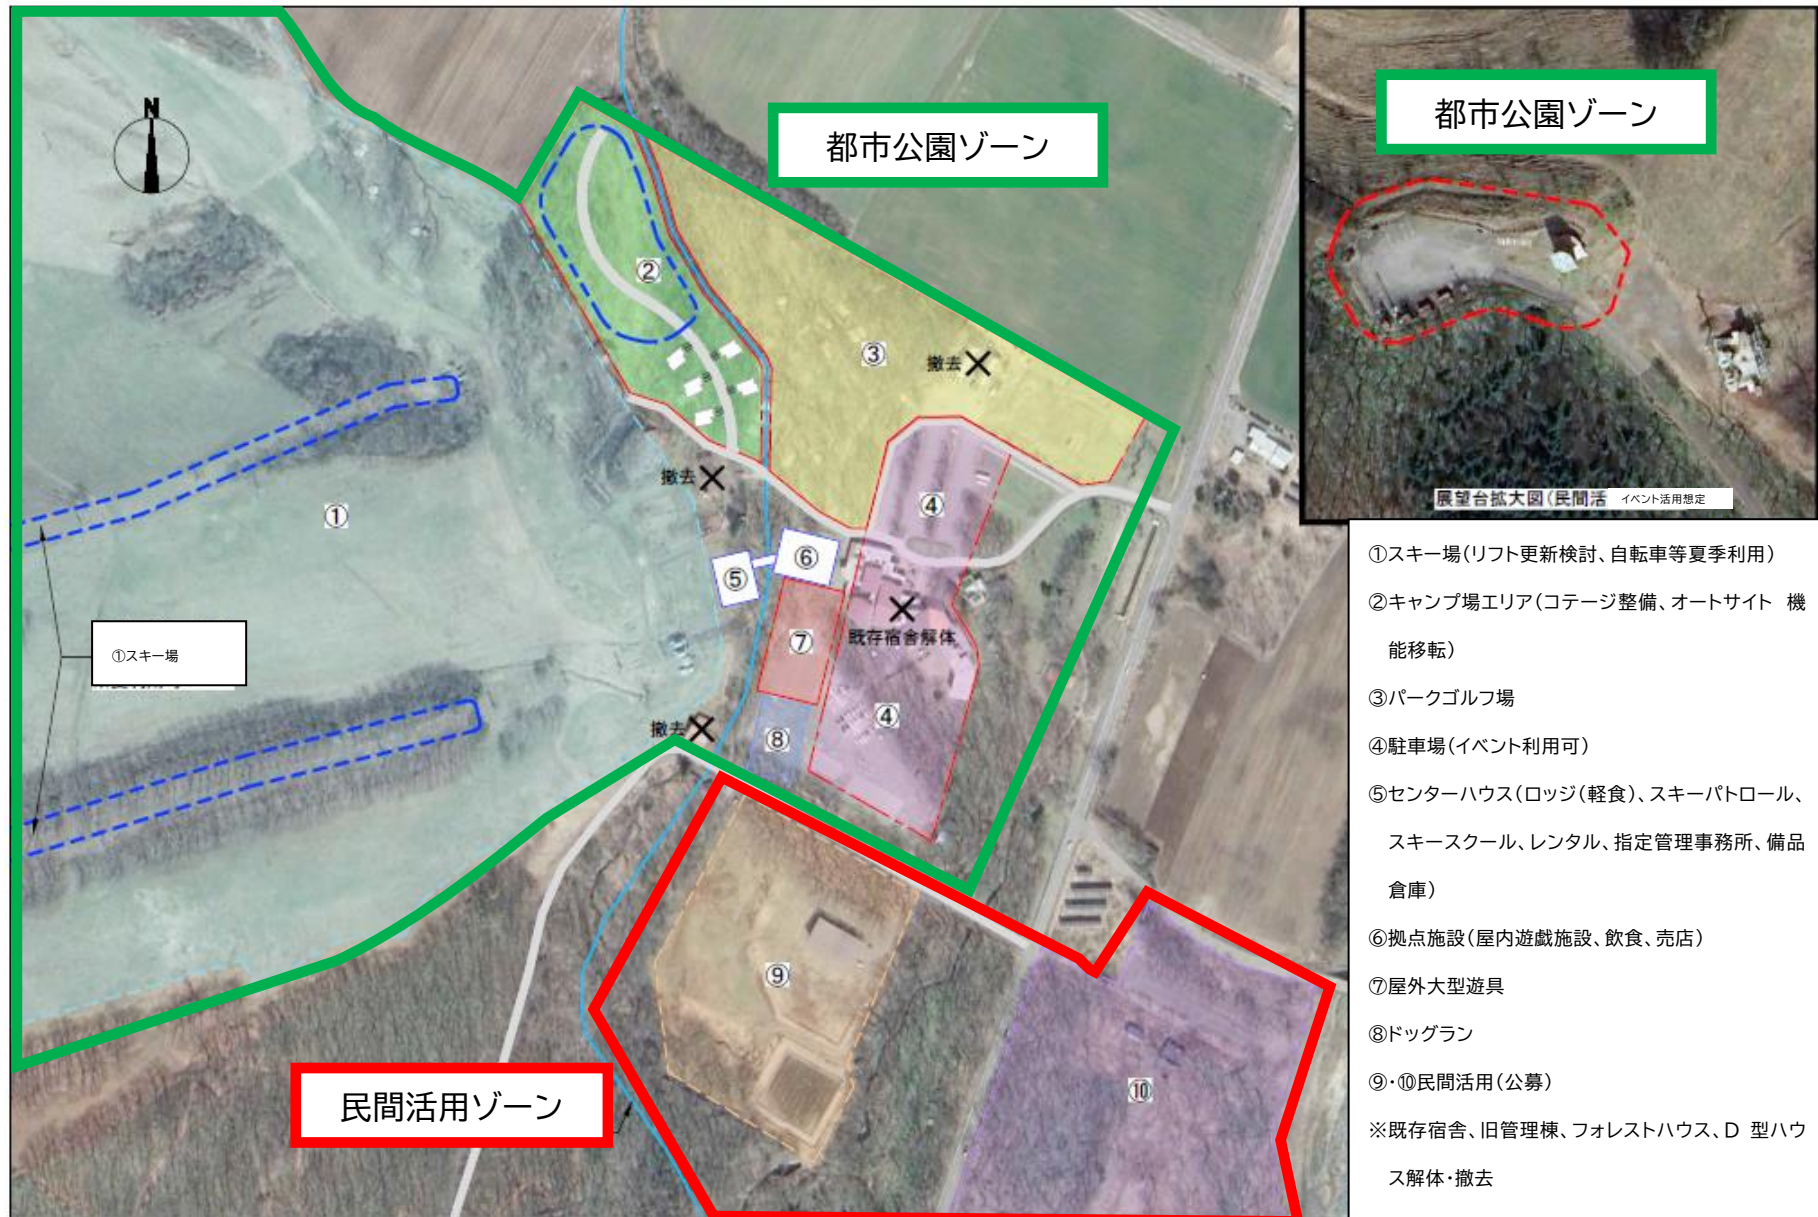 N
都市公園ゾーン
都市公園ゾーン
②
③
撤去
撤去
①
④
⑥
⑤
既存宿舎解体
⑦
①スキー場
④
撤去
⑧
⑨
⑩
民間活用ゾーン
展望台拡大図(民間活 イベント活用想定
①スキー場(リフト更新検討、自転車等夏季利用)
②キャンプ場エリア(コテージ整備、オートサイト 機
能移転)
③パークゴルフ場
④駐車場(イベント利用可)
⑤センターハウス(ロッジ(軽食)、スキーパトロール、
スキースクール、レンタル、指定管理事務所、備品
倉庫)
⑥拠点施設(屋内遊戯施設、飲食、売店)
⑦屋外大型遊具
⑧ドッグラン
⑨・⑩民間活用(公募)
※既存宿舎、旧管理棟、フォレストハウス、D 型ハウ
ス解体・撤去